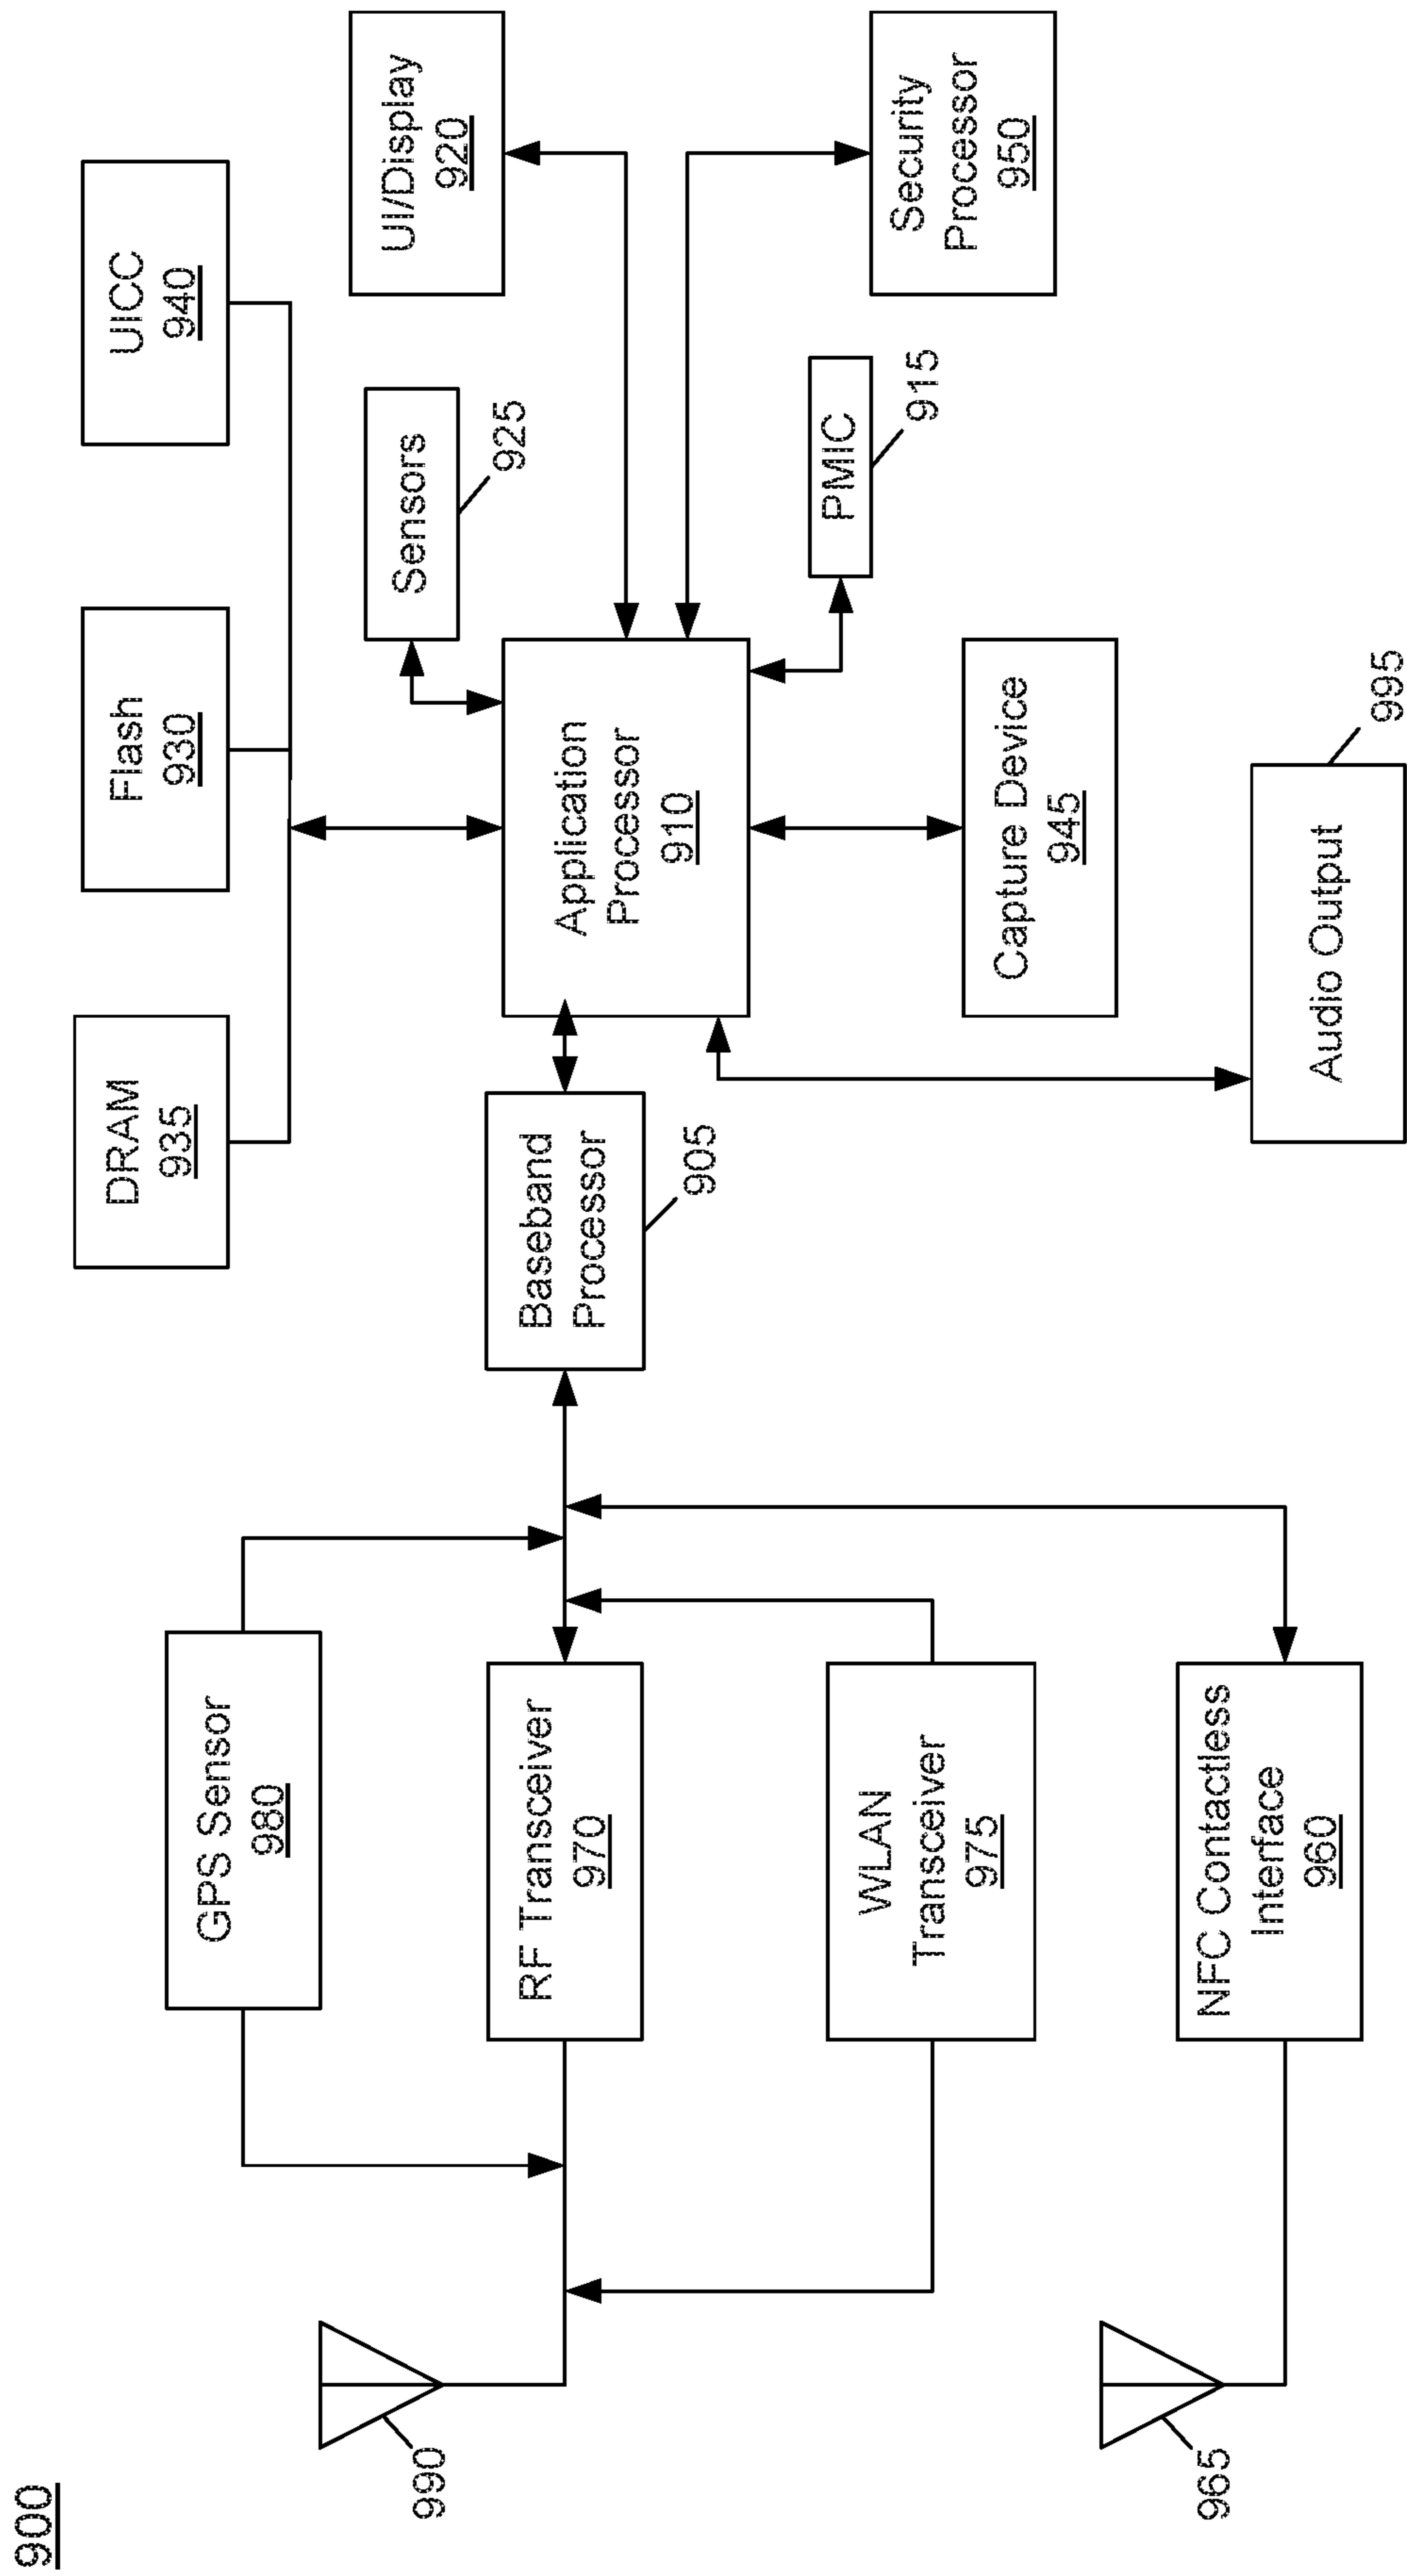 900
UICC
940
Flash
930
DRAM
935
UI/Display
920
Sensors
925
Security
Processor
950
PMIC
915
Application
Processor
910
Capture Device
945
Audio Output
995
Baseband
Processor
905
GPS Sensor
980
RF Transceiver
970
WLAN
Transceiver
975
NFC Contactless
Interface
960
990
965